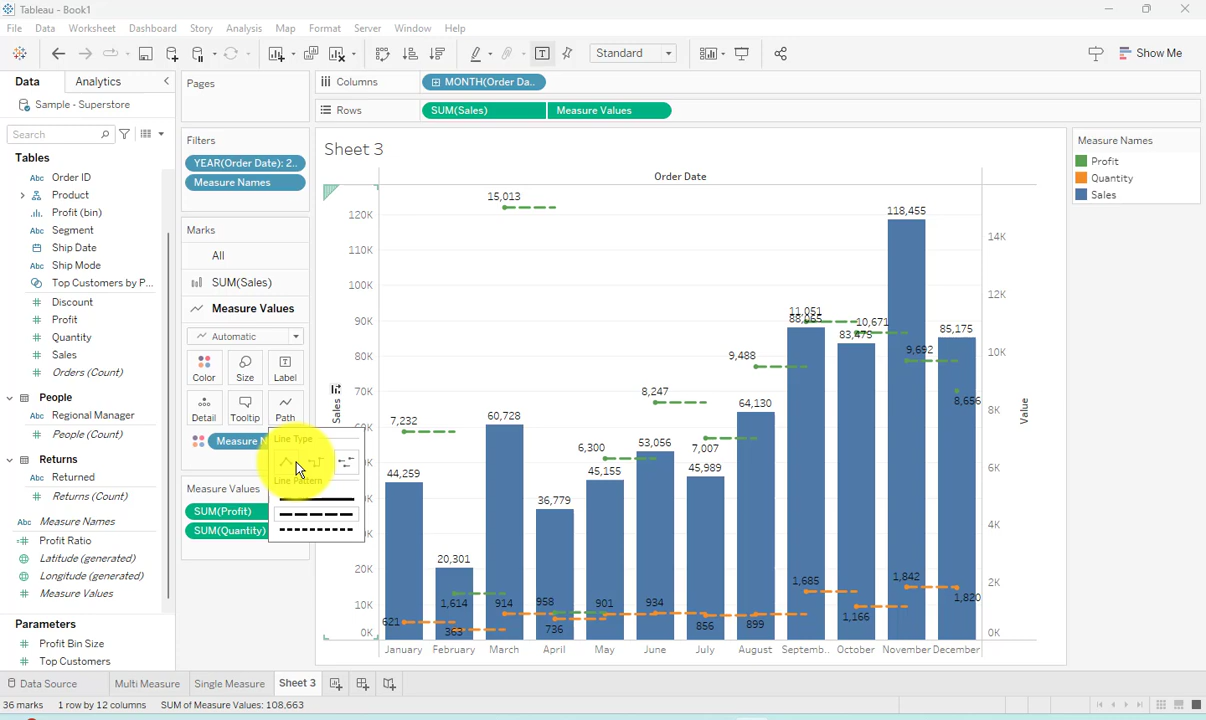 Tableau - Book1
File Data Worksheet Dashboard Story Analysis Map Format Server Window Help
Standard
Show Me
Data Analytics
Sample - Superstore
Search
Tables
Abc Order ID
Product
Profit (bin)
Abc Segment
Ship Date
Abc Ship Mode
Top Customers by P...
Discount
Profit
Quantity
Sales
Orders (Count)
People
Abc Regional Manager
People (Count)
Returns
Abc Returned
Returns (Count)
Abc Measure Names
Profit Ratio
Latitude (generated)
Longitude (generated)
Measure Values
Parameters
Profit Bin Size
Top Customers
Pages
Filters
YEAR(Order Date): 2..
Measure Names
Marks
All
SUM(Sales)
Measure Values
Automatic
Color Size Label
Detail Tooltip Path
Measure N
Line Type
Line Pattern
Measure Values
SUM(Profit)
SUM(Quantity)
Columns MONTH(Order Da..
Rows SUM(Sales) Measure Values
Sheet 3
Order Date
120K
110K
100K
90K
80K
70K
20K
10K
0K
Sales
14K
12K
10K
8K
6K
4K
2K
0K
Value
7,232 15,013 1,614 958 6,300 8,247 7,007 9,488 11,051 10,671 9,692 8,656
44,259 20,301 60,728 36,779 45,155 53,056 45,989 64,130 88,065 83,475 118,455 85,175
621 363 914 736 901 934 856 899 1,685 1,166 1,842 1,820
January February March April May June July August Septemb.. October November December
Measure Names
Profit
Quantity
Sales
Data Source Multi Measure Single Measure Sheet 3
36 marks 1 row by 12 columns SUM of Measure Values: 108,663